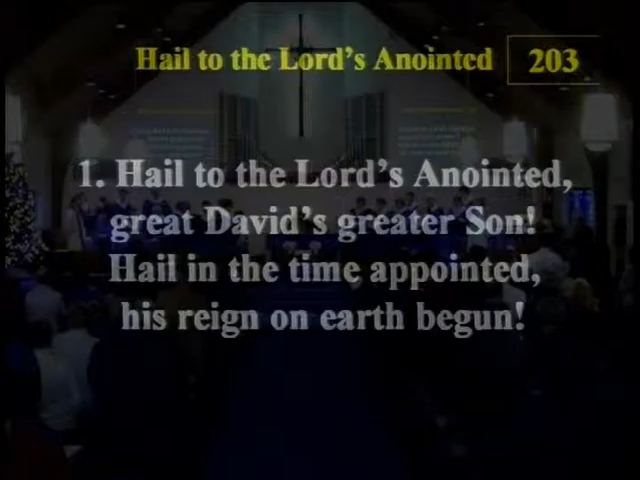 Hail to the Lord's Anointed 203
1. Hail to the Lord's Anointed,
great David's greater Son!
Hail in the time appointed,
his reign on earth begun!